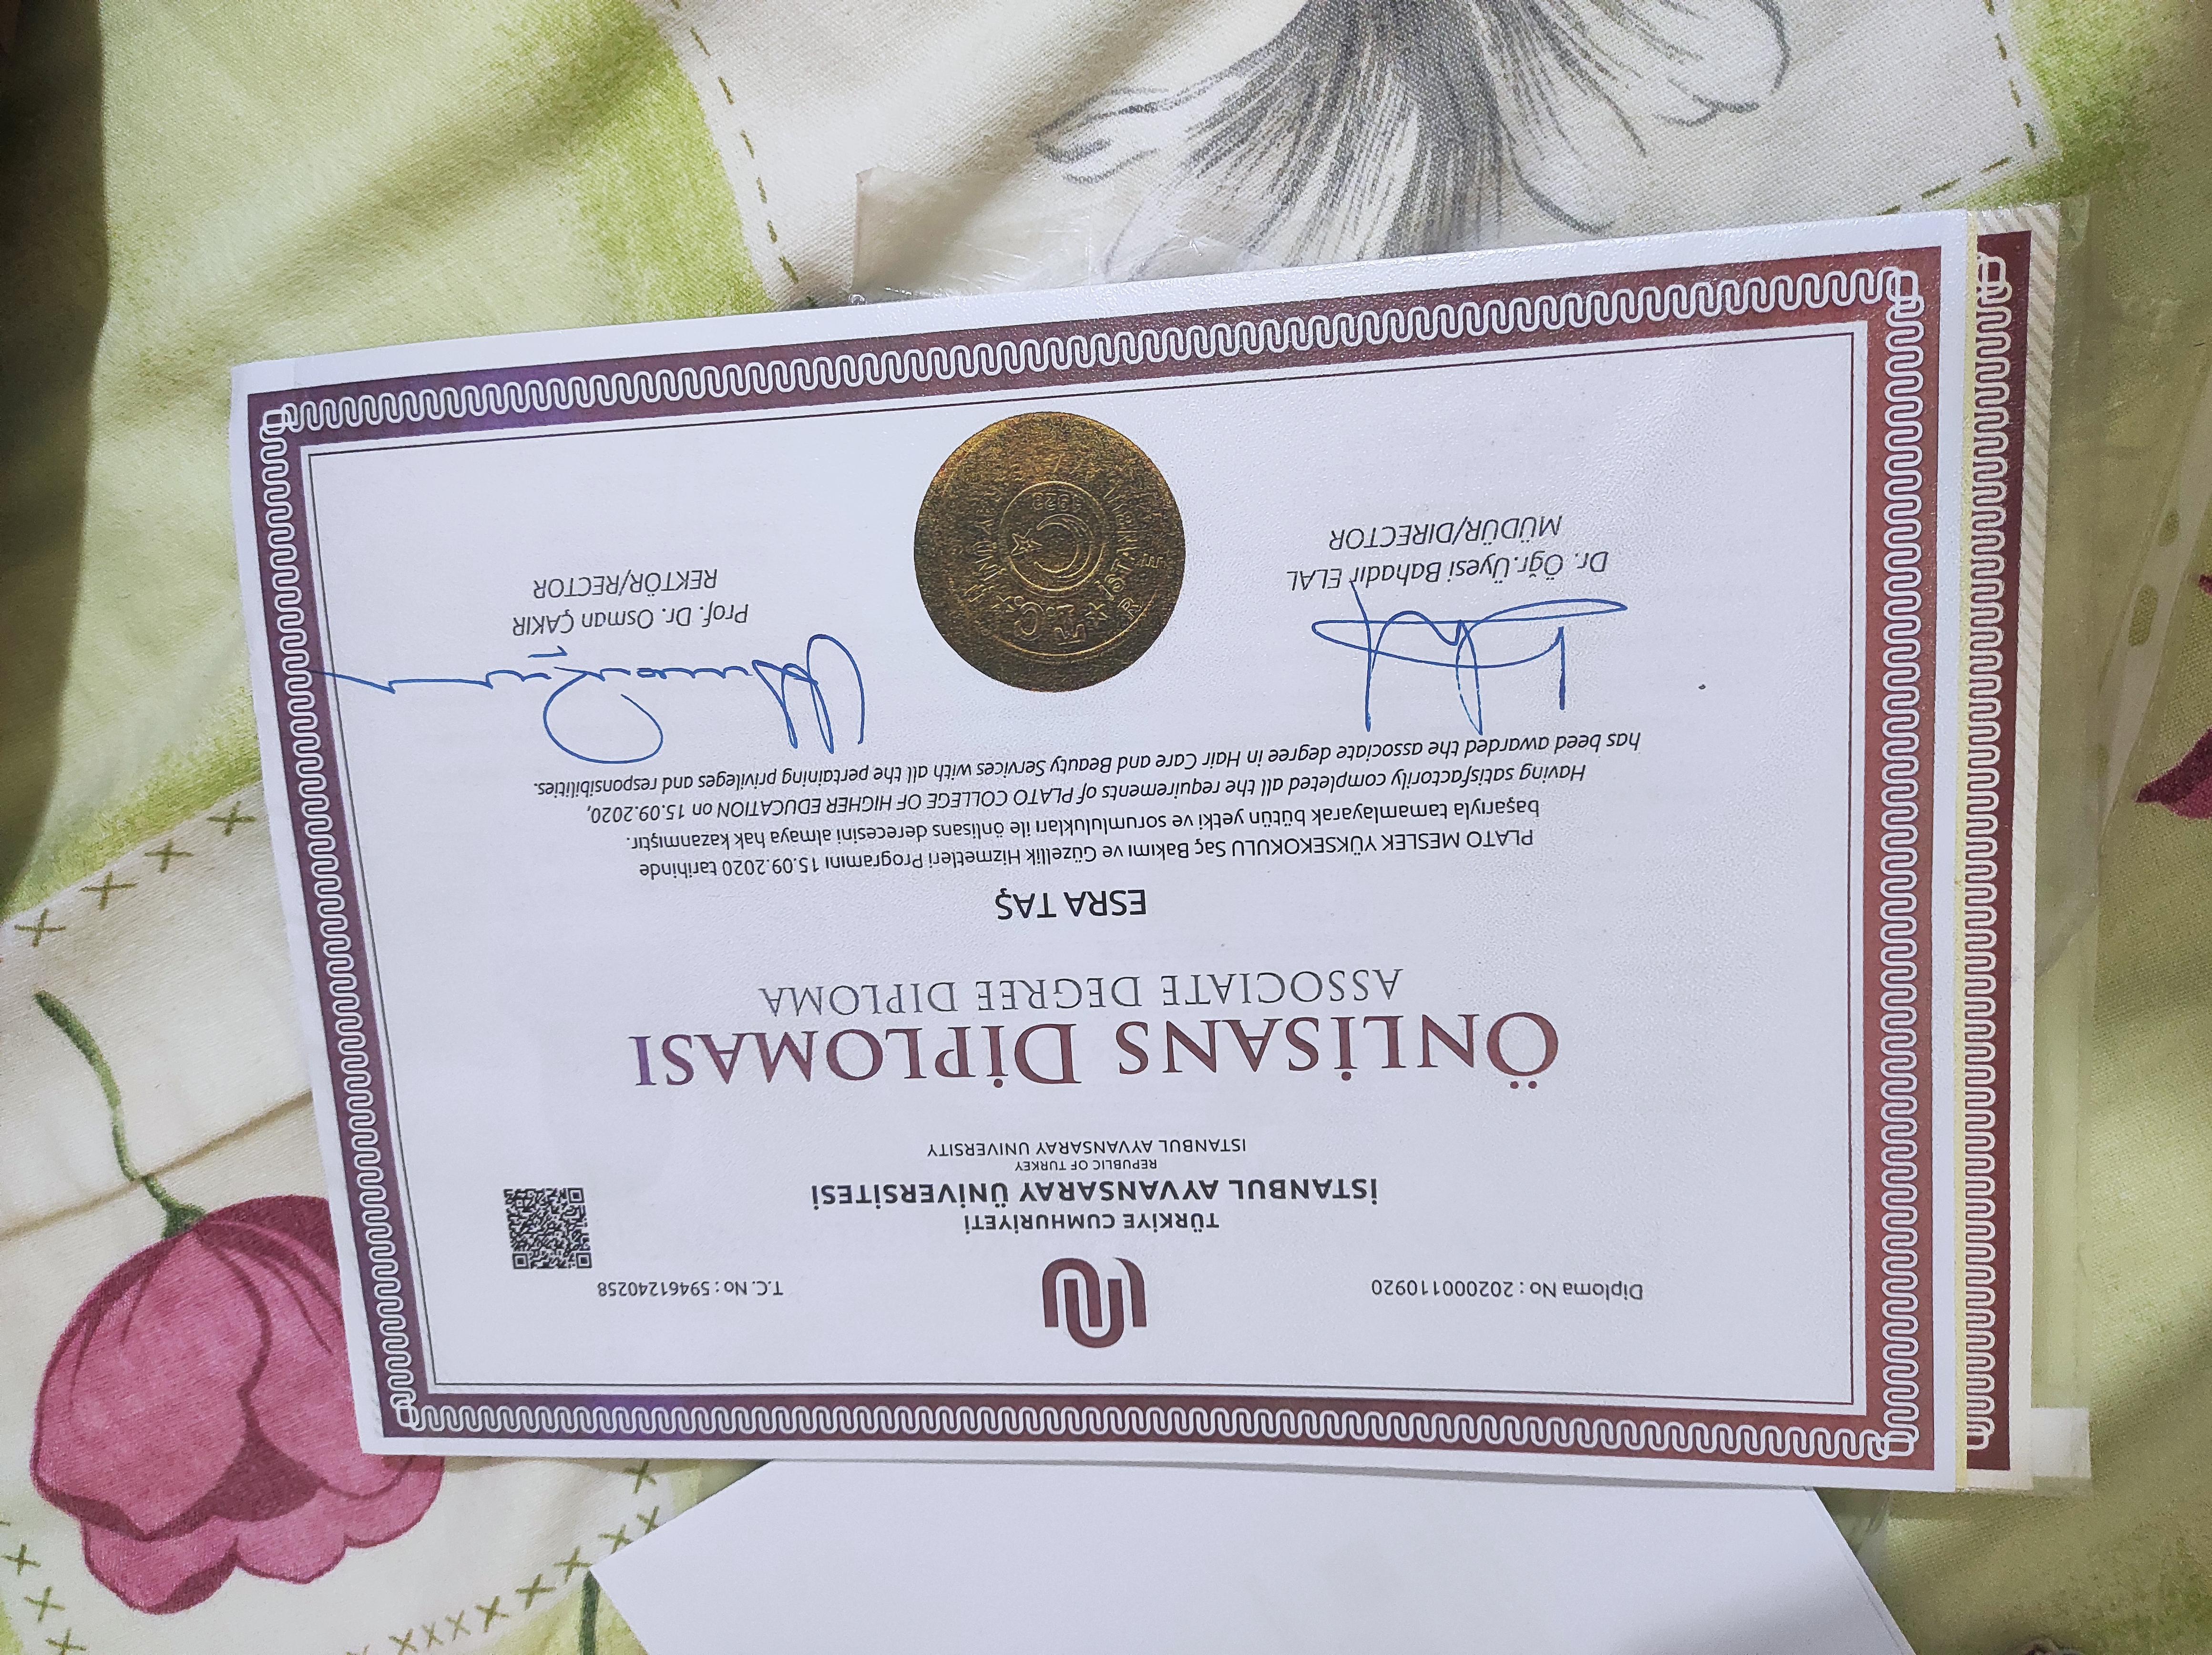 Diploma No : 202000110920
T.C. No : 59461240258
TÜRKİYE CUMHURİYETİ
İSTANBUL AYVANSARAY ÜNİVERSİTESİ
REPUBLIC OF TURKEY
ISTANBUL AYVANSARAY UNIVERSITY
ÖNLİSANS DİPLOMASI
ASSOCIATE DEGREE DIPLOMA
ESRA TAŞ
PLATO MESLEK YÜKSEKOKULU Saç Bakımı ve Güzellik Hizmetleri Programını 15.09.2020 tarihinde
başarıyla tamamlayarak bütün yetki ve sorumlulukları ile önlisans derecesini almaya hak kazanmıştır.
Having satisfactorily completed all the requirements of PLATO COLLEGE OF HIGHER EDUCATION on 15.09.2020,
has beed awarded the associate degree in Hair Care and Beauty Services with all the pertaining privileges and responsibilities.
Dr. Öğr.Üyesi Bahadır ELAL
MÜDÜR/DIRECTOR
Prof. Dr. Osman ÇAKIR
REKTÖR/RECTOR
T.C.
1923